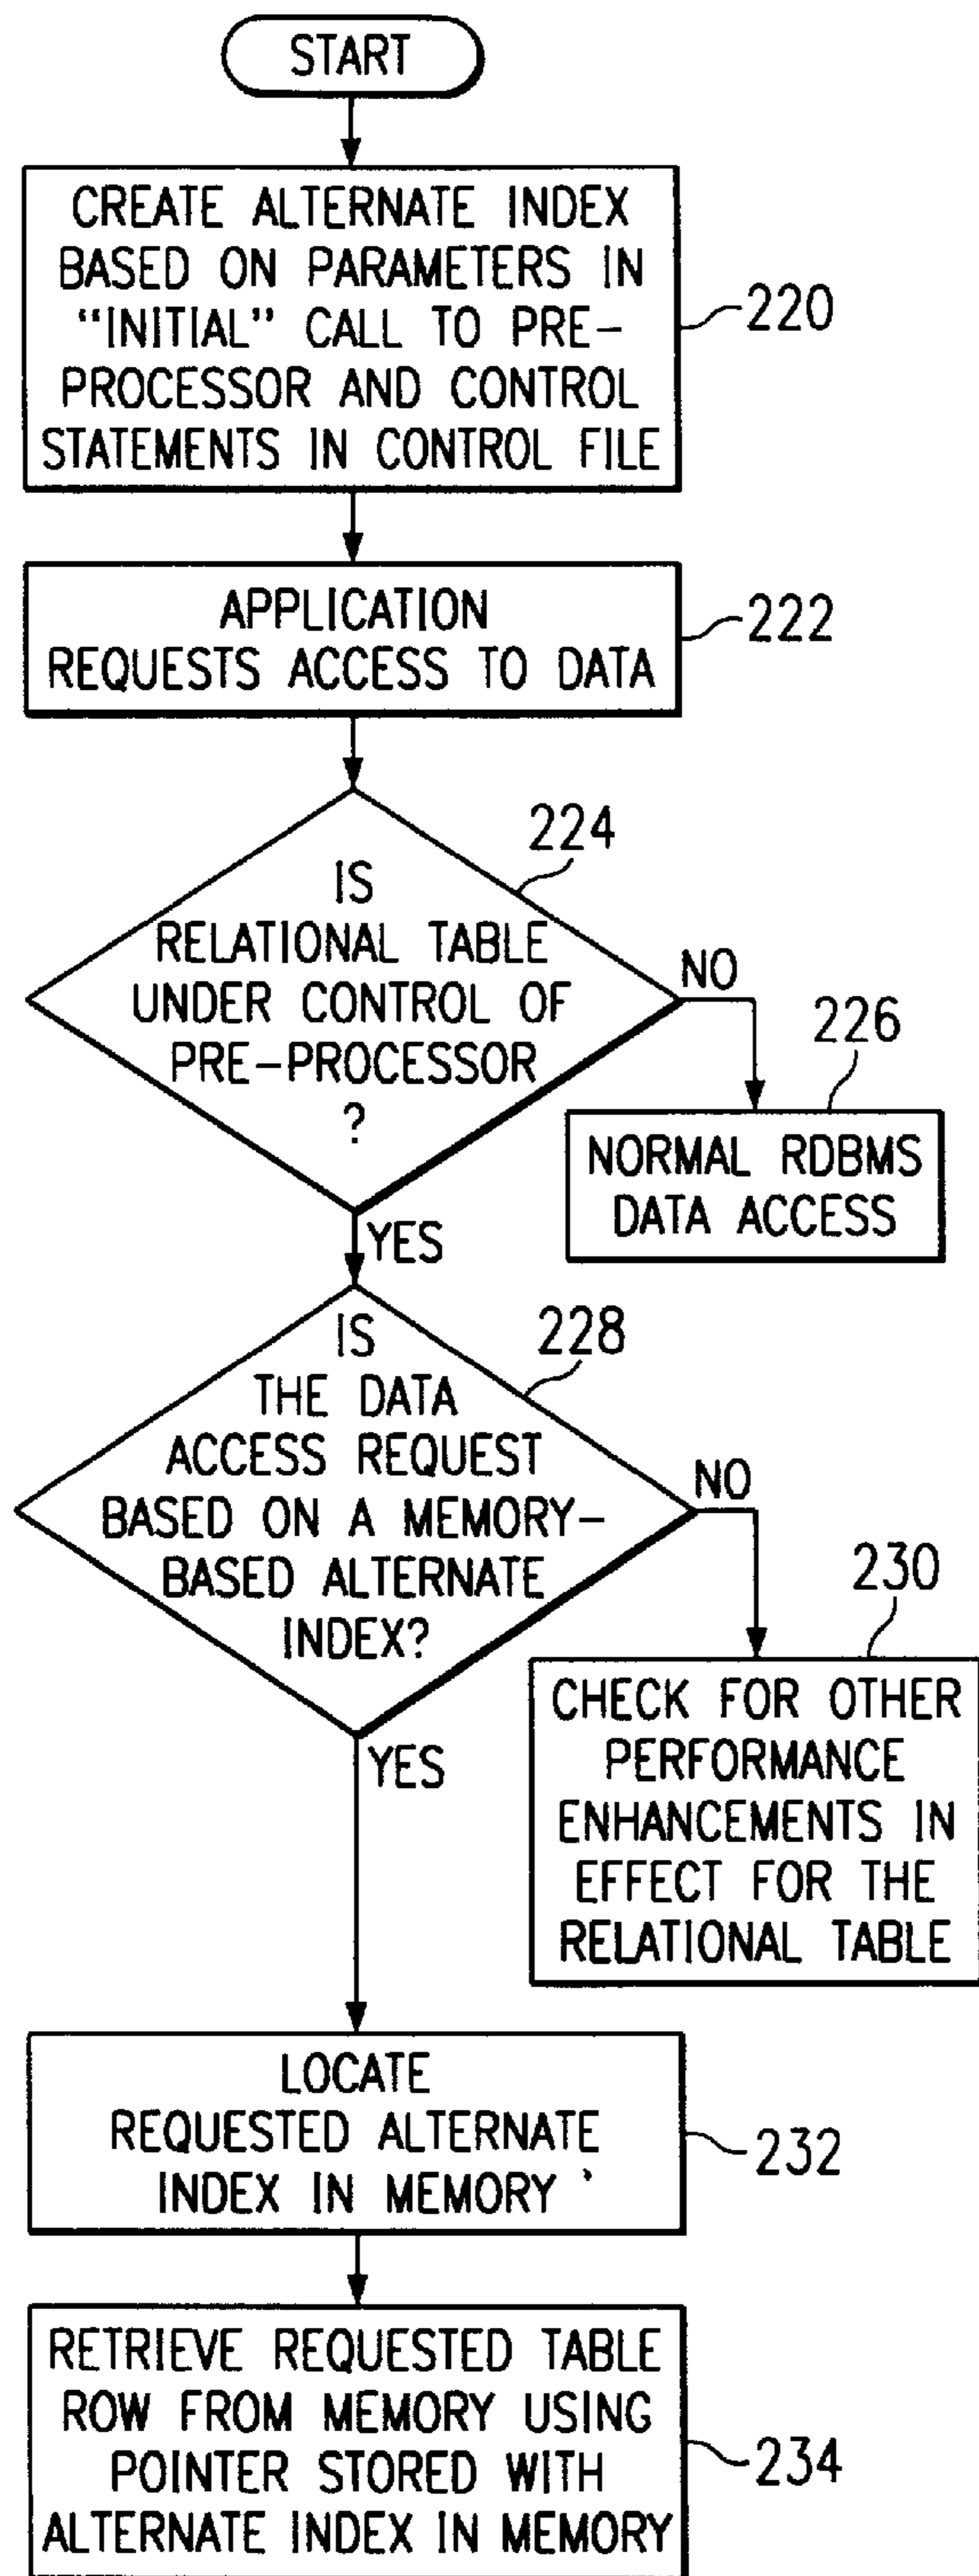 START
CREATE ALTERNATE INDEX
BASED ON PARAMETERS IN
"INITIAL" CALL TO PRE-
PROCESSOR AND CONTROL
STATEMENTS IN CONTROL FILE
220
APPLICATION
REQUESTS ACCESS TO DATA
222
224
IS
RELATIONAL TABLE
UNDER CONTROL OF
PRE-PROCESSOR
?
NO
226
NORMAL RDBMS
DATA ACCESS
YES
228
IS
THE DATA
ACCESS REQUEST
BASED ON A MEMORY-
BASED ALTERNATE
INDEX?
NO
230
CHECK FOR OTHER
PERFORMANCE
ENHANCEMENTS IN
EFFECT FOR THE
RELATIONAL TABLE
YES
LOCATE
REQUESTED ALTERNATE
INDEX IN MEMORY
232
RETRIEVE REQUESTED TABLE
ROW FROM MEMORY USING
POINTER STORED WITH
ALTERNATE INDEX IN MEMORY
234